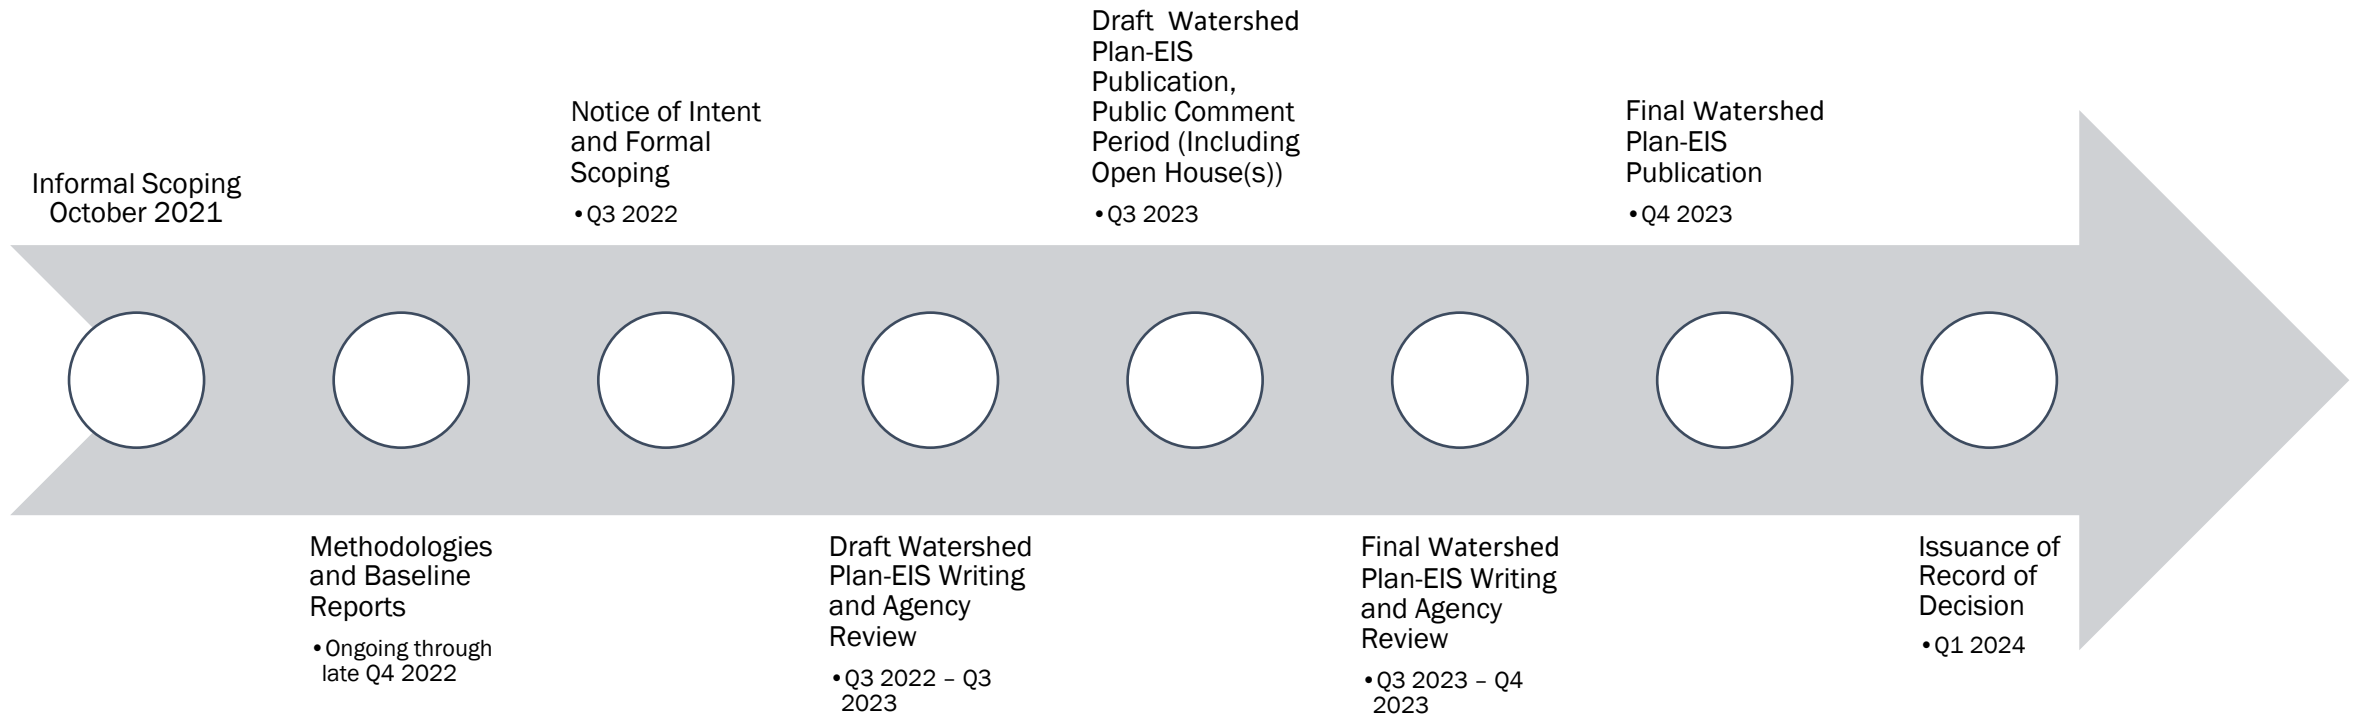 Informal Scoping
October 2021
Methodologies
and Baseline
Reports
•Ongoing through
late Q4 2022
Notice of Intent
and Formal
Scoping
•Q3 2022
Draft Watershed
Plan-EIS Writing
and Agency
Review
•Q3 2022 – Q3
2023
Draft  Watershed
Plan-EIS
Publication,
Public Comment
Period (Including
Open House(s))
•Q3 2023
Final Watershed
Plan-EIS Writing
and Agency
Review
•Q3 2023 – Q4
2023
Final Watershed
Plan-EIS
Publication
•Q4 2023
Issuance of
Record of
Decision
•Q1 2024